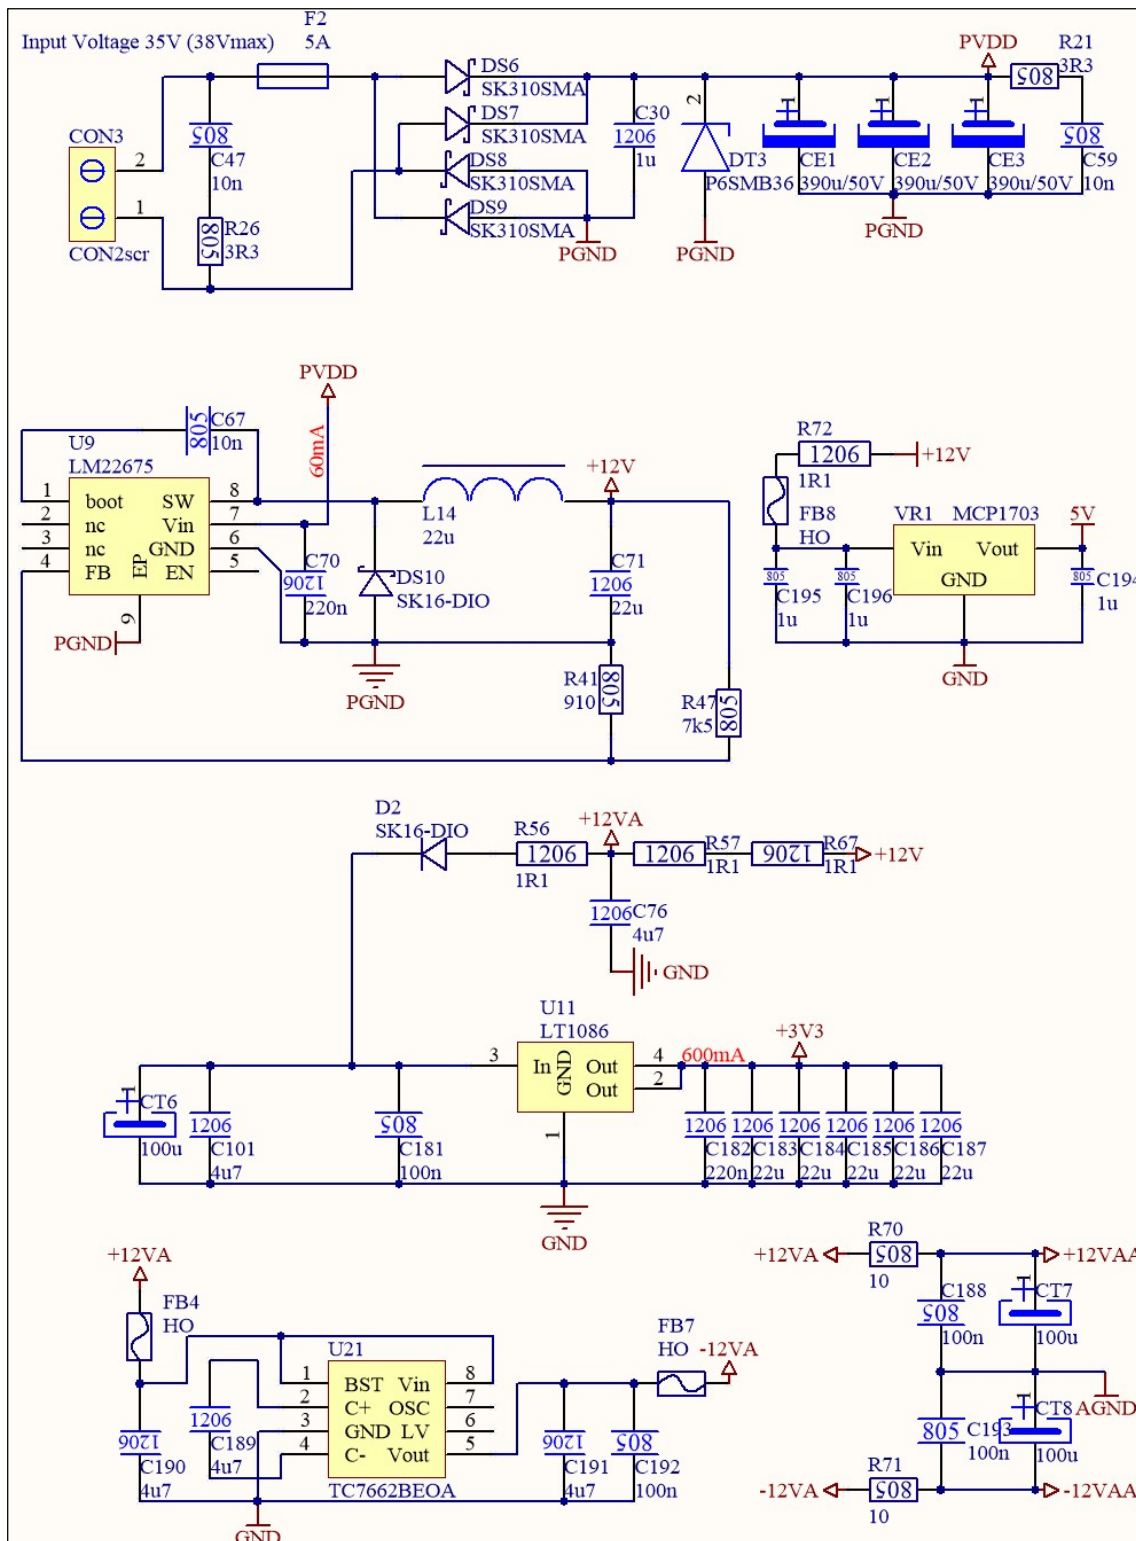 Input Voltage 35V (38Vmax)
F2
5A
CON3
2
1
CON2scr
805
C47
10n
805
R26
3R3
DS6
SK310SMA
DS7
SK310SMA
DS8
SK310SMA
DS9
SK310SMA
PGND
C30
1206
1u
2
DT3
P6SMB36
PGND
1
CE1
390u/50V
1
CE2
390u/50V
PGND
PVDD
1
CE3
390u/50V
R21
805
3R3
805
C59
10n
U9
LM22675
805
C67
10n
PVDD
60mA
1
2
3
4
boot
nc
nc
FB
EP
SW
Vin
GND
EN
8
7
6
5
9
PGND
C70
1206
220n
DS10
SK16-DIO
PGND
L14
22u
+12V
C71
1206
22u
R41
910
805
R47
7k5
805
R72
1206
1R1
+12V
FB8
HO
805
C195
1u
805
C196
1u
VR1
MCP1703
Vin
Vout
GND
5V
805
C194
1u
GND
D2
SK16-DIO
R56
1206
1R1
+12VA
1206
R57
1R1
1206
R67
1R1
+12V
1206
C76
4u7
GND
U11
LT1086
3
In
GND
Out
Out
4
2
1
600mA
+3V3
1
CT6
100u
1206
C101
4u7
805
C181
100n
GND
1206
C182
220n
1206
C183
22u
1206
C184
22u
1206
C185
22u
1206
C186
22u
1206
C187
22u
+12VA
FB4
HO
1206
C190
4u7
1206
C189
4u7
U21
1
2
3
4
BST
C+
GND
C-
Vin
OSC
LV
Vout
8
7
6
5
TC7662BEOA
GND
1206
C191
4u7
805
C192
100n
FB7
HO
-12VA
+12VA
R70
805
10
+12VAA
C188
805
100n
1
CT7
100u
AGND
805
C193
100n
1
CT8
100u
-12VA
R71
805
10
-12VAA